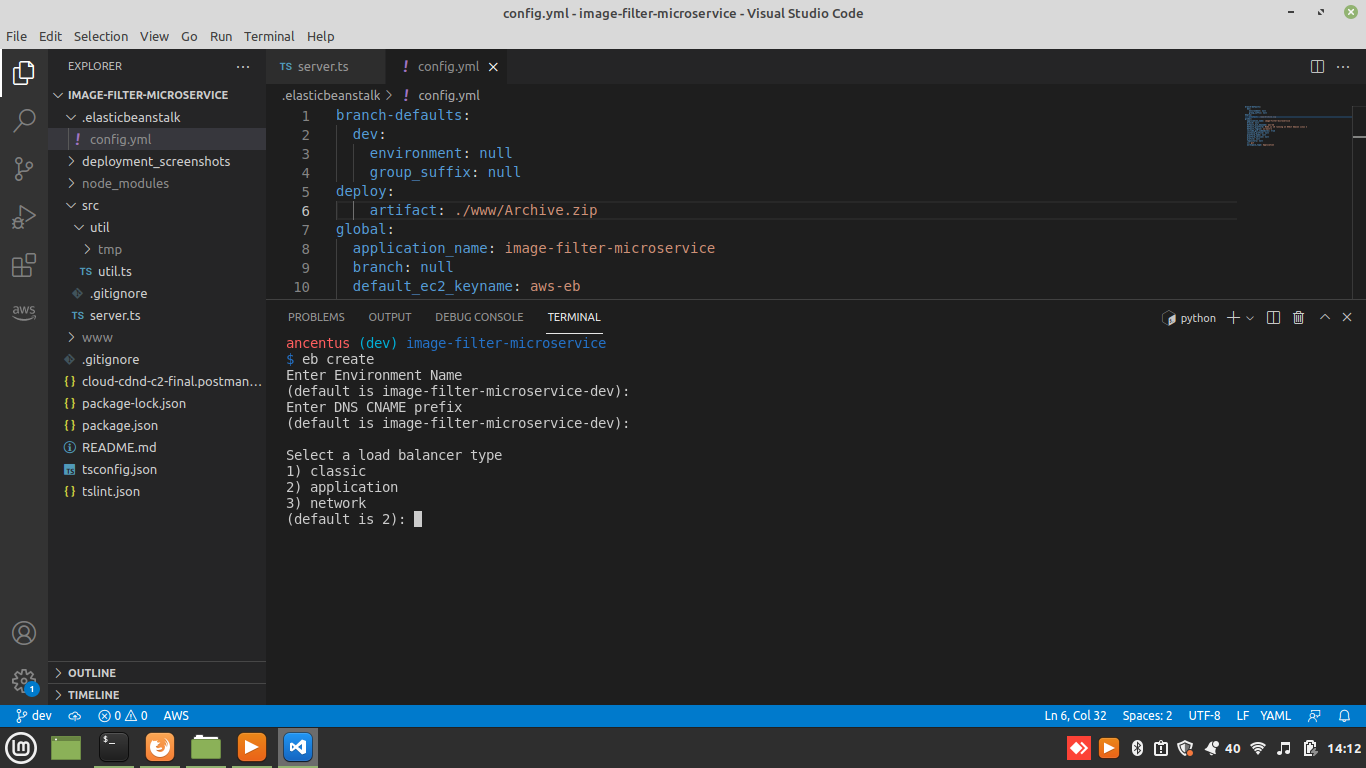 config.yml - image-filter-microservice - Visual Studio Code
File Edit Selection View Go Run Terminal Help
EXPLORER
IMAGE-FILTER-MICROSERVICE
.elasticbeanstalk
! config.yml
deployment_screenshots
node_modules
src
util
tmp
TS util.ts
.gitignore
TS server.ts
www
.gitignore
{} cloud-cdnd-c2-final.postman...
{} package-lock.json
{} package.json
README.md
tsconfig.json
{} tslint.json
OUTLINE
TIMELINE
aws
1
TS server.ts ! config.yml
.elasticbeanstalk > ! config.yml
1 branch-defaults:
2 dev:
3 environment: null
4 group_suffix: null
5 deploy:
6 artifact: ./www/Archive.zip
7 global:
8 application_name: image-filter-microservice
9 branch: null
10 default_ec2_keyname: aws-eb
PROBLEMS OUTPUT DEBUG CONSOLE TERMINAL
python
ancentus (dev) image-filter-microservice
$ eb create
Enter Environment Name
(default is image-filter-microservice-dev):
Enter DNS CNAME prefix
(default is image-filter-microservice-dev):
Select a load balancer type
1) classic
2) application
3) network
(default is 2):
dev 0 0 AWS
Ln 6, Col 32 Spaces: 2 UTF-8 LF YAML
40 14:12